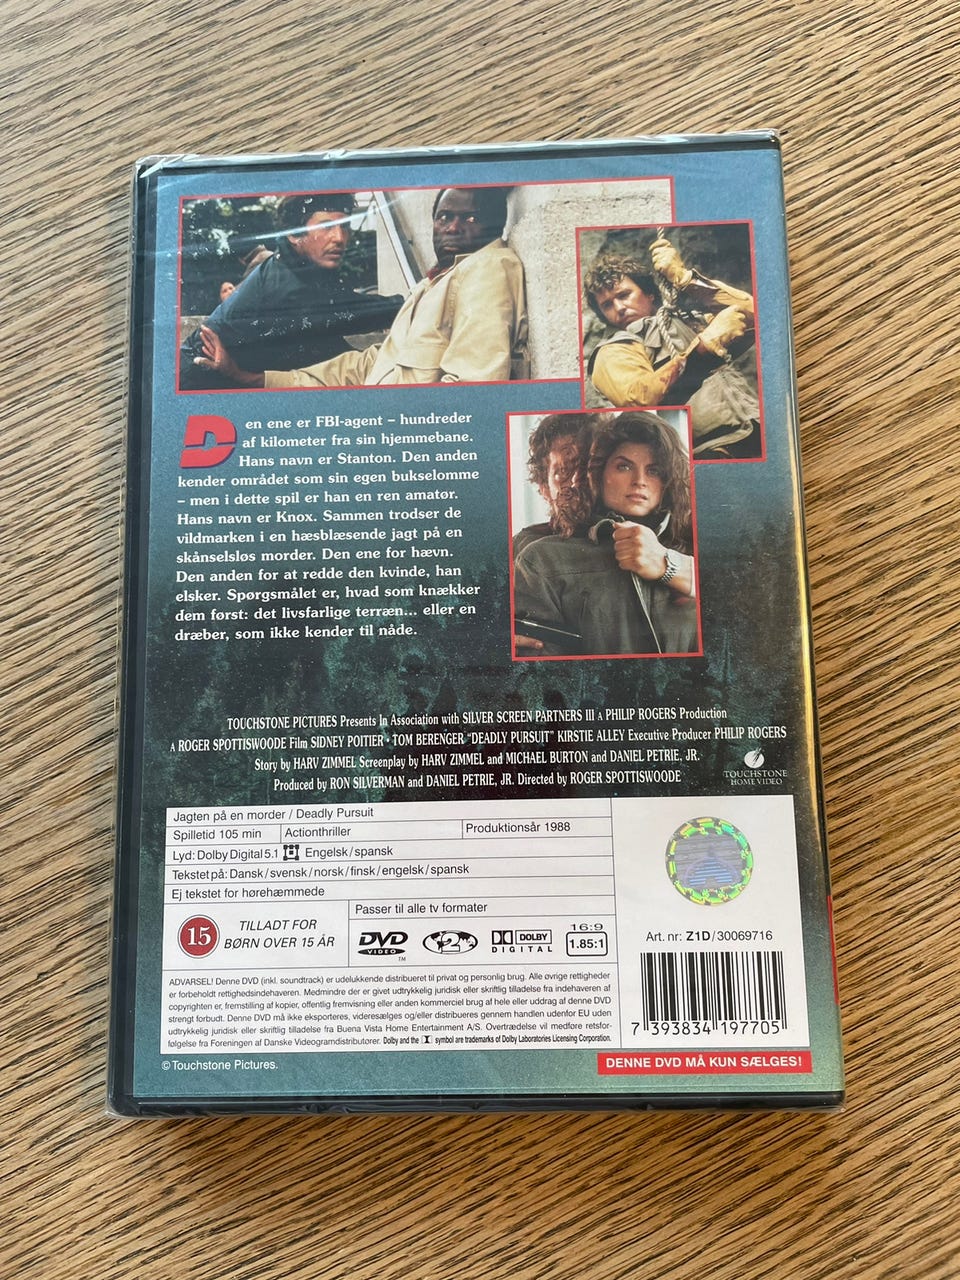 Den ene er FBI-agent – hundreder
af kilometer fra sin hjemmebane.
Hans navn er Stanton. Den anden
kender området som sin egen bukselomme
– men i dette spil er han en ren amatør.
Hans navn er Knox. Sammen trodser de
vildmarken i en hæsblæsende jagt på en
skånselsløs morder. Den ene for hævn.
Den anden for at redde den kvinde, han
elsker. Spørgsmålet er, hvad som knækker
dem først: det livsfarlige terræn... eller en
dræber, som ikke kender til nåde.
TOUCHSTONE PICTURES Presents In Association with SILVER SCREEN PARTNERS III A PHILIP ROGERS Production
A ROGER SPOTTISWOODE Film SIDNEY POITIER · TOM BERENGER "DEADLY PURSUIT" KIRSTIE ALLEY Executive Producer PHILIP ROGERS
Story by HARV ZIMMEL Screenplay by HARV ZIMMEL and MICHAEL BURTON and DANIEL PETRIE, JR.
Produced by RON SILVERMAN and DANIEL PETRIE, JR. Directed by ROGER SPOTTISWOODE
TOUCHSTONE
HOME VIDEO
Jagten på en morder / Deadly Pursuit
Spilletid 105 min Actionthriller Produktionsår 1988
Lyd: Dolby Digital 5.1 Engelsk/spansk
Tekstet på: Dansk/svensk/norsk/finsk/engelsk/spansk
Ej tekstet for hørehæmmede
15 TILLADT FOR
BØRN OVER 15 ÅR
Passer til alle tv formater
DVD
VIDEO
TM
2
DOLBY
DIGITAL
16:9
1.85:1
Art. nr: Z1D/30069716
7 393834 197705
ADVARSEL! Denne DVD (inkl. soundtrack) er udelukkende distribueret til privat og personlig brug. Alle øvrige rettigheder
er forbeholdt rettighedsindehaveren. Medmindre der er givet udtrykkelig juridisk eller skriftlig tilladelse fra indehaveren af
copyrighten er, fremstilling af kopier, offentlig fremvisning eller anden kommerciel brug af hele eller uddrag af denne DVD
strengt forbudt. Denne DVD må ikke eksporteres, videresælges og/eller distribueres gennem handlen udenfor EU uden
udtrykkelig juridisk eller skriftlig tilladelse fra Buena Vista Home Entertainment A/S. Overtrædelse vil medføre retsfor-
følgelse fra Foreningen af Danske Videogramdistributører. Dolby and the symbol are trademarks of Dolby Laboratories Licensing Corporation.
© Touchstone Pictures.
DENNE DVD MÅ KUN SÆLGES!